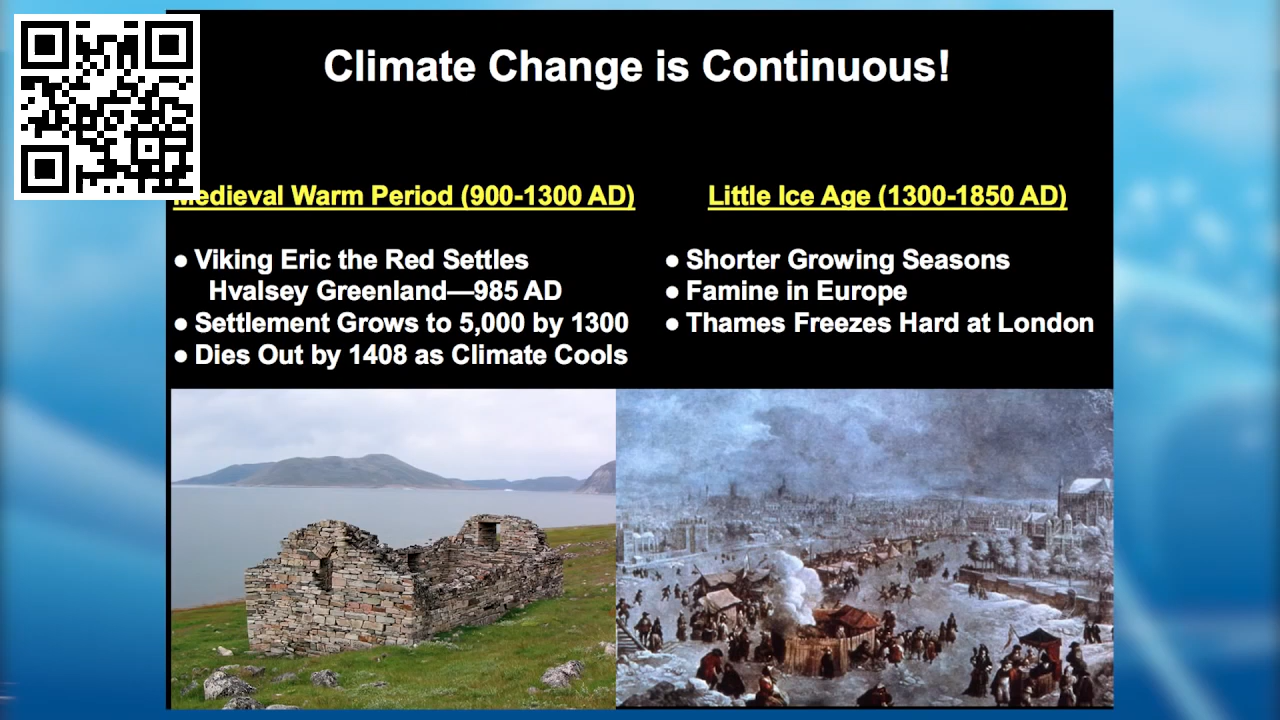 Climate Change is Continuous!
Medieval Warm Period (900-1300 AD)
● Viking Eric the Red Settles
Hvalsey Greenland—985 AD
● Settlement Grows to 5,000 by 1300
● Dies Out by 1408 as Climate Cools
Little Ice Age (1300-1850 AD)
● Shorter Growing Seasons
● Famine in Europe
● Thames Freezes Hard at London